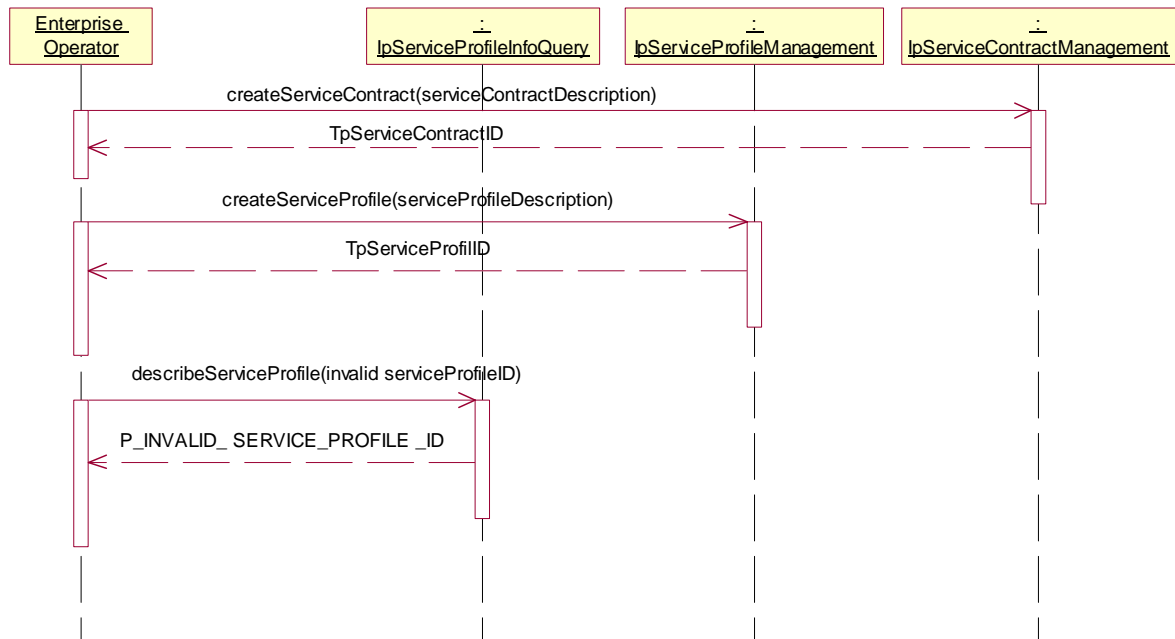 Enterprise
Operator
:
IpServiceProfileInfoQuery
:
IpServiceProfileManagement
:
IpServiceContractManagement
createServiceContract(serviceContractDescription)
TpServiceContractID
createServiceProfile(serviceProfileDescription)
TpServiceProfilID
describeServiceProfile(invalid serviceProfileID)
P_INVALID_ SERVICE_PROFILE _ID